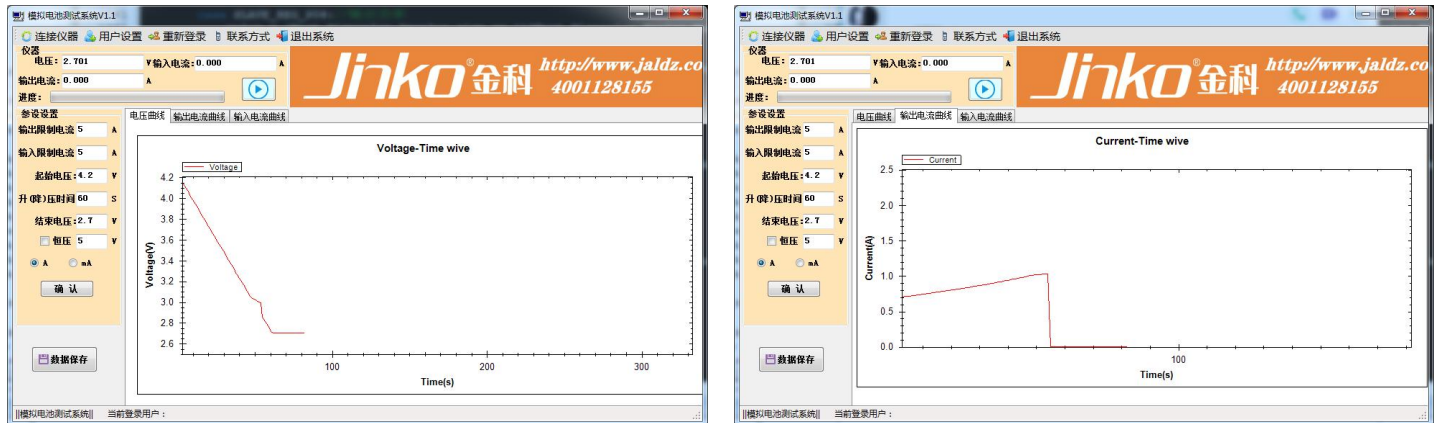 模拟电池测试系统V1.1
连接仪器 用户设置 重新登录 联系方式 退出系统
仪器
电压: 2.701 V 输入电流: 0.000 A
输出电流: 0.000 A
进度:
Jinko®金科 http://www.jaldz.co
4001128155
参设设置
输出限制电流 5 A
输入限制电流 5 A
起始电压: 4.2 V
升(降)压时间 60 S
结束电压: 2.7 V
恒压 5 V
A mA
确 认
数据保存
电压曲线 输出电流曲线 输入电流曲线
Voltage-Time wive
Voltage
4.2
4.0
3.8
3.6
3.4
3.2
3.0
2.8
2.6
Voltage(V)
100 200 300
Time(s)
||模拟电池测试系统|| 当前登录用户：
模拟电池测试系统V1.1
连接仪器 用户设置 重新登录 联系方式 退出系统
仪器
电压: 2.701 V 输入电流: 0.000 A
输出电流: 0.000 A
进度:
Jinko®金科 http://www.jaldz.co
4001128155
参设设置
输出限制电流 5 A
输入限制电流 5 A
起始电压: 4.2 V
升(降)压时间 60 S
结束电压: 2.7 V
恒压 5 V
A mA
确 认
数据保存
电压曲线 输出电流曲线 输入电流曲线
Current-Time wive
Current
2.5
2.0
1.5
1.0
0.5
0.0
Current(A)
100
Time(s)
||模拟电池测试系统|| 当前登录用户：